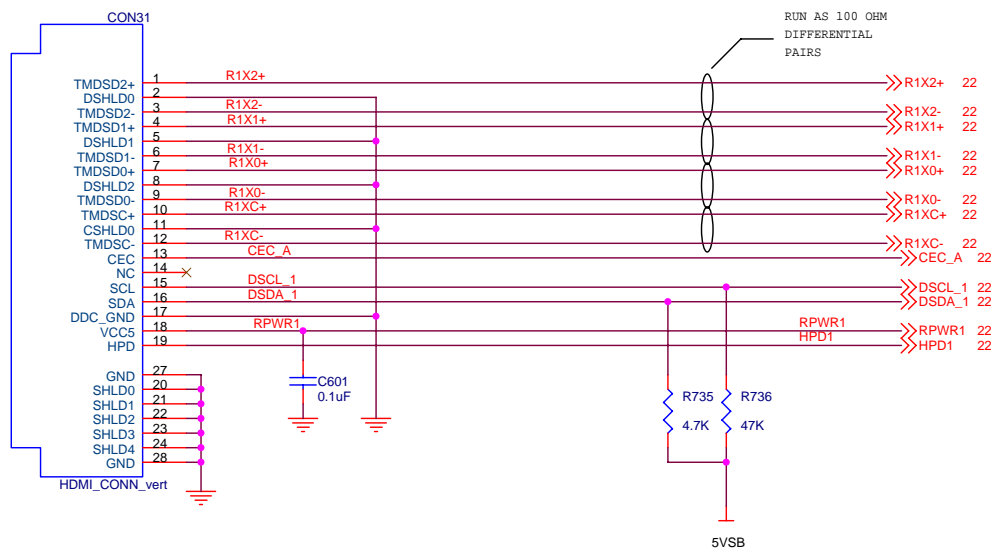 CON31
RUN AS 100 OHM
DIFFERENTIAL
PAIRS
TMDSD2+ 1 R1X2+ R1X2+ 22
DSHLD0 2
TMDSD2- 3 R1X2- R1X2- 22
TMDSD1+ 4 R1X1+ R1X1+ 22
DSHLD1 5
TMDSD1- 6 R1X1- R1X1- 22
TMDSD0+ 7 R1X0+ R1X0+ 22
DSHLD2 8
TMDSD0- 9 R1X0- R1X0- 22
TMDSC+ 10 R1XC+ R1XC+ 22
CSHLD0 11
TMDSC- 12 R1XC- R1XC- 22
CEC 13 CEC_A CEC_A 22
NC 14
SCL 15 DSCL_1 DSCL_1 22
SDA 16 DSDA_1 DSDA_1 22
DDC_GND 17
VCC5 18 RPWR1 RPWR1 RPWR1 22
HPD 19 HPD1 HPD1 22
GND 27
SHLD0 20
SHLD1 21
SHLD2 22
SHLD3 23
SHLD4 24
GND 28
HDMI_CONN_vert
C601
0.1uF
R735
4.7K
R736
47K
5VSB